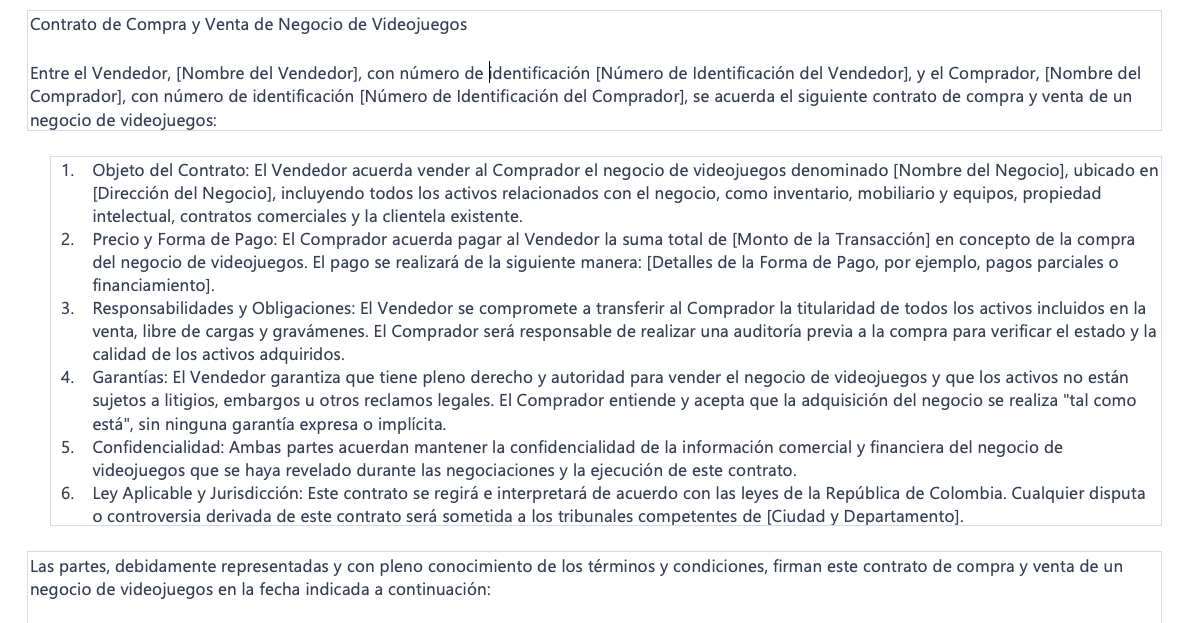 Contrato de Compra y Venta de Negocio de Videojuegos
Entre el Vendedor, [Nombre del Vendedor], con número de identificación [Número de Identificación del Vendedor], y el Comprador, [Nombre del
Comprador], con número de identificación [Número de Identificación del Comprador], se acuerda el siguiente contrato de compra y venta de un
negocio de videojuegos:
1. Objeto del Contrato: El Vendedor acuerda vender al Comprador el negocio de videojuegos denominado [Nombre del Negocio], ubicado en
[Dirección del Negocio], incluyendo todos los activos relacionados con el negocio, como inventario, mobiliario y equipos, propiedad
intelectual, contratos comerciales y la clientela existente.
2. Precio y Forma de Pago: El Comprador acuerda pagar al Vendedor la suma total de [Monto de la Transacción] en concepto de la compra
del negocio de videojuegos. El pago se realizará de la siguiente manera: [Detalles de la Forma de Pago, por ejemplo, pagos parciales o
financiamiento].
3. Responsabilidades y Obligaciones: El Vendedor se compromete a transferir al Comprador la titularidad de todos los activos incluidos en la
venta, libre de cargas y gravámenes. El Comprador será responsable de realizar una auditoría previa a la compra para verificar el estado y la
calidad de los activos adquiridos.
4. Garantías: El Vendedor garantiza que tiene pleno derecho y autoridad para vender el negocio de videojuegos y que los activos no están
sujetos a litigios, embargos u otros reclamos legales. El Comprador entiende y acepta que la adquisición del negocio se realiza "tal como
está", sin ninguna garantía expresa o implícita.
5. Confidencialidad: Ambas partes acuerdan mantener la confidencialidad de la información comercial y financiera del negocio de
videojuegos que se haya revelado durante las negociaciones y la ejecución de este contrato.
6. Ley Aplicable y Jurisdicción: Este contrato se regirá e interpretará de acuerdo con las leyes de la República de Colombia. Cualquier disputa
o controversia derivada de este contrato será sometida a los tribunales competentes de [Ciudad y Departamento].
Las partes, debidamente representadas y con pleno conocimiento de los términos y condiciones, firman este contrato de compra y venta de un
negocio de videojuegos en la fecha indicada a continuación: